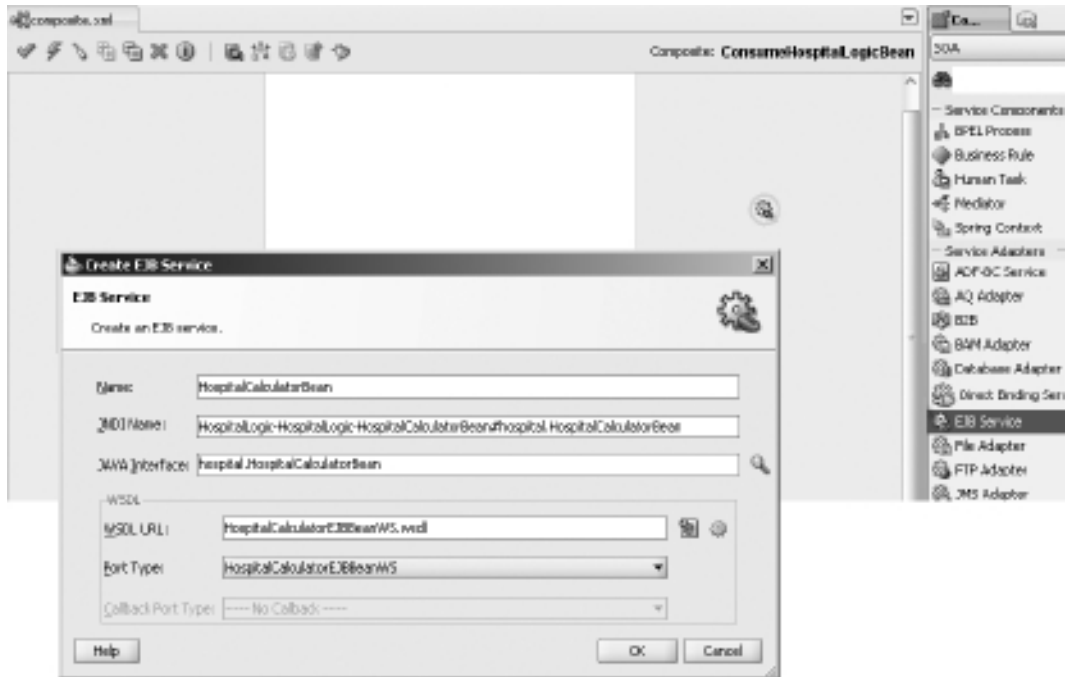 composite.xml
Composite: ConsumeHospitalLogicBean
Co...
SOA
Service Components
BPEL Process
Business Rule
Human Task
Mediator
Spring Context
Service Adapters
ADF-BC Service
AQ Adapter
B2B
BAM Adapter
Database Adapter
Direct Binding Ser
EJB Service
File Adapter
FTP Adapter
JMS Adapter
Create EJB Service
EJB Service
Create an EJB service.
Name: HospitalCalculatorBean
JNDI Name: HospitalLogic-HospitalLogic-HospitalCalculatorBean#hospital.HospitalCalculatorBean
JAVA Interface: hospital.HospitalCalculatorBean
WSDL
WSDL URL: HospitalCalculatorEJBBeanWS.wsdl
Port Type: HospitalCalculatorEJBBeanWS
Callback Port Type: ----- No Callback -----
Help OK Cancel